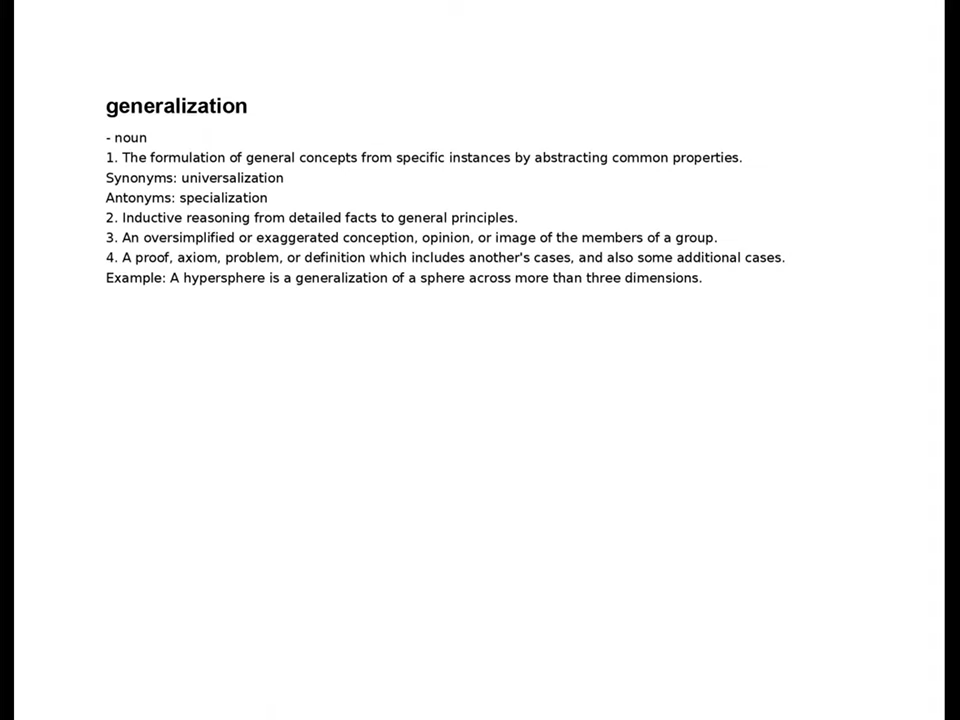 generalization
- noun
1. The formulation of general concepts from specific instances by abstracting common properties.
Synonyms: universalization
Antonyms: specialization
2. Inductive reasoning from detailed facts to general principles.
3. An oversimplified or exaggerated conception, opinion, or image of the members of a group.
4. A proof, axiom, problem, or definition which includes another's cases, and also some additional cases.
Example: A hypersphere is a generalization of a sphere across more than three dimensions.